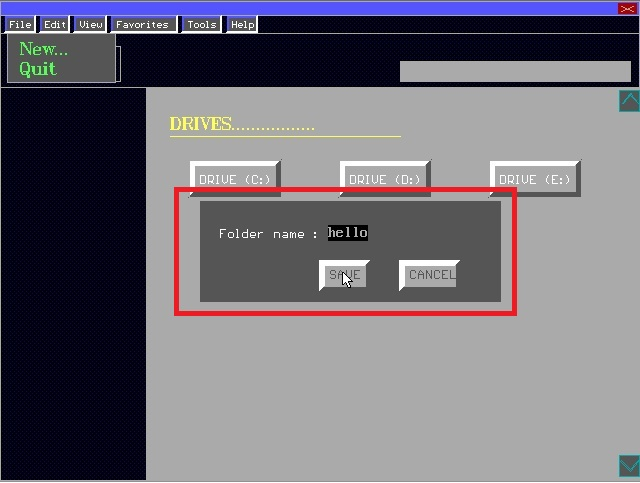 File Edit View Favorites Tools Help
New...
Quit
DRIVES.................
DRIVE (C:) DRIVE (D:) DRIVE (E:)
Folder name : hello
SAVE CANCEL